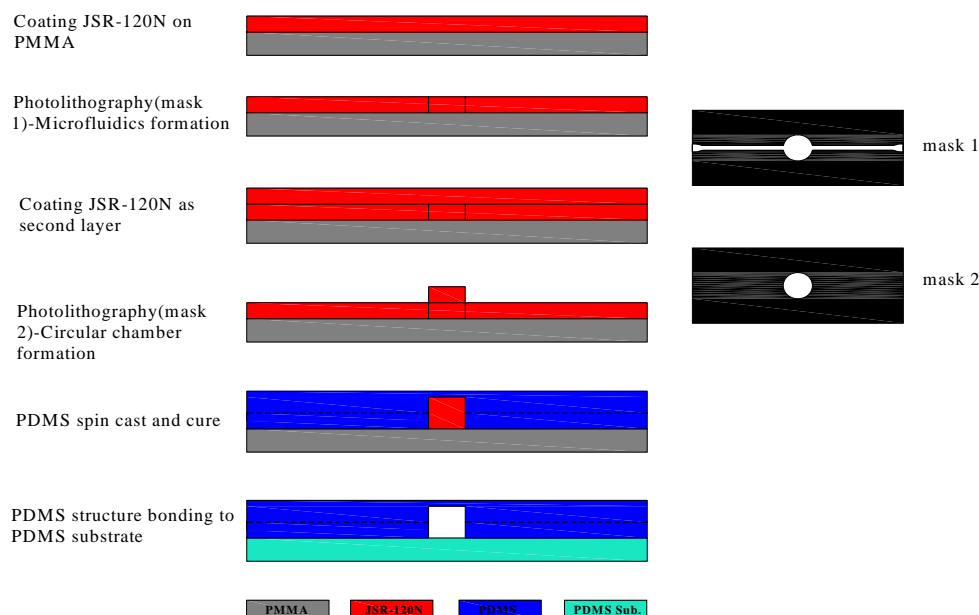 Coating JSR-120N on
PMMA
Photolithography(mask
1)-Microfluidics formation
mask 1
Coating JSR-120N as
second layer
mask 2
Photolithography(mask
2)-Circular chamber
formation
PDMS spin cast and cure
PDMS structure bonding to
PDMS substrate
PMMA
JSR-120N
PDMS
PDMS Sub.